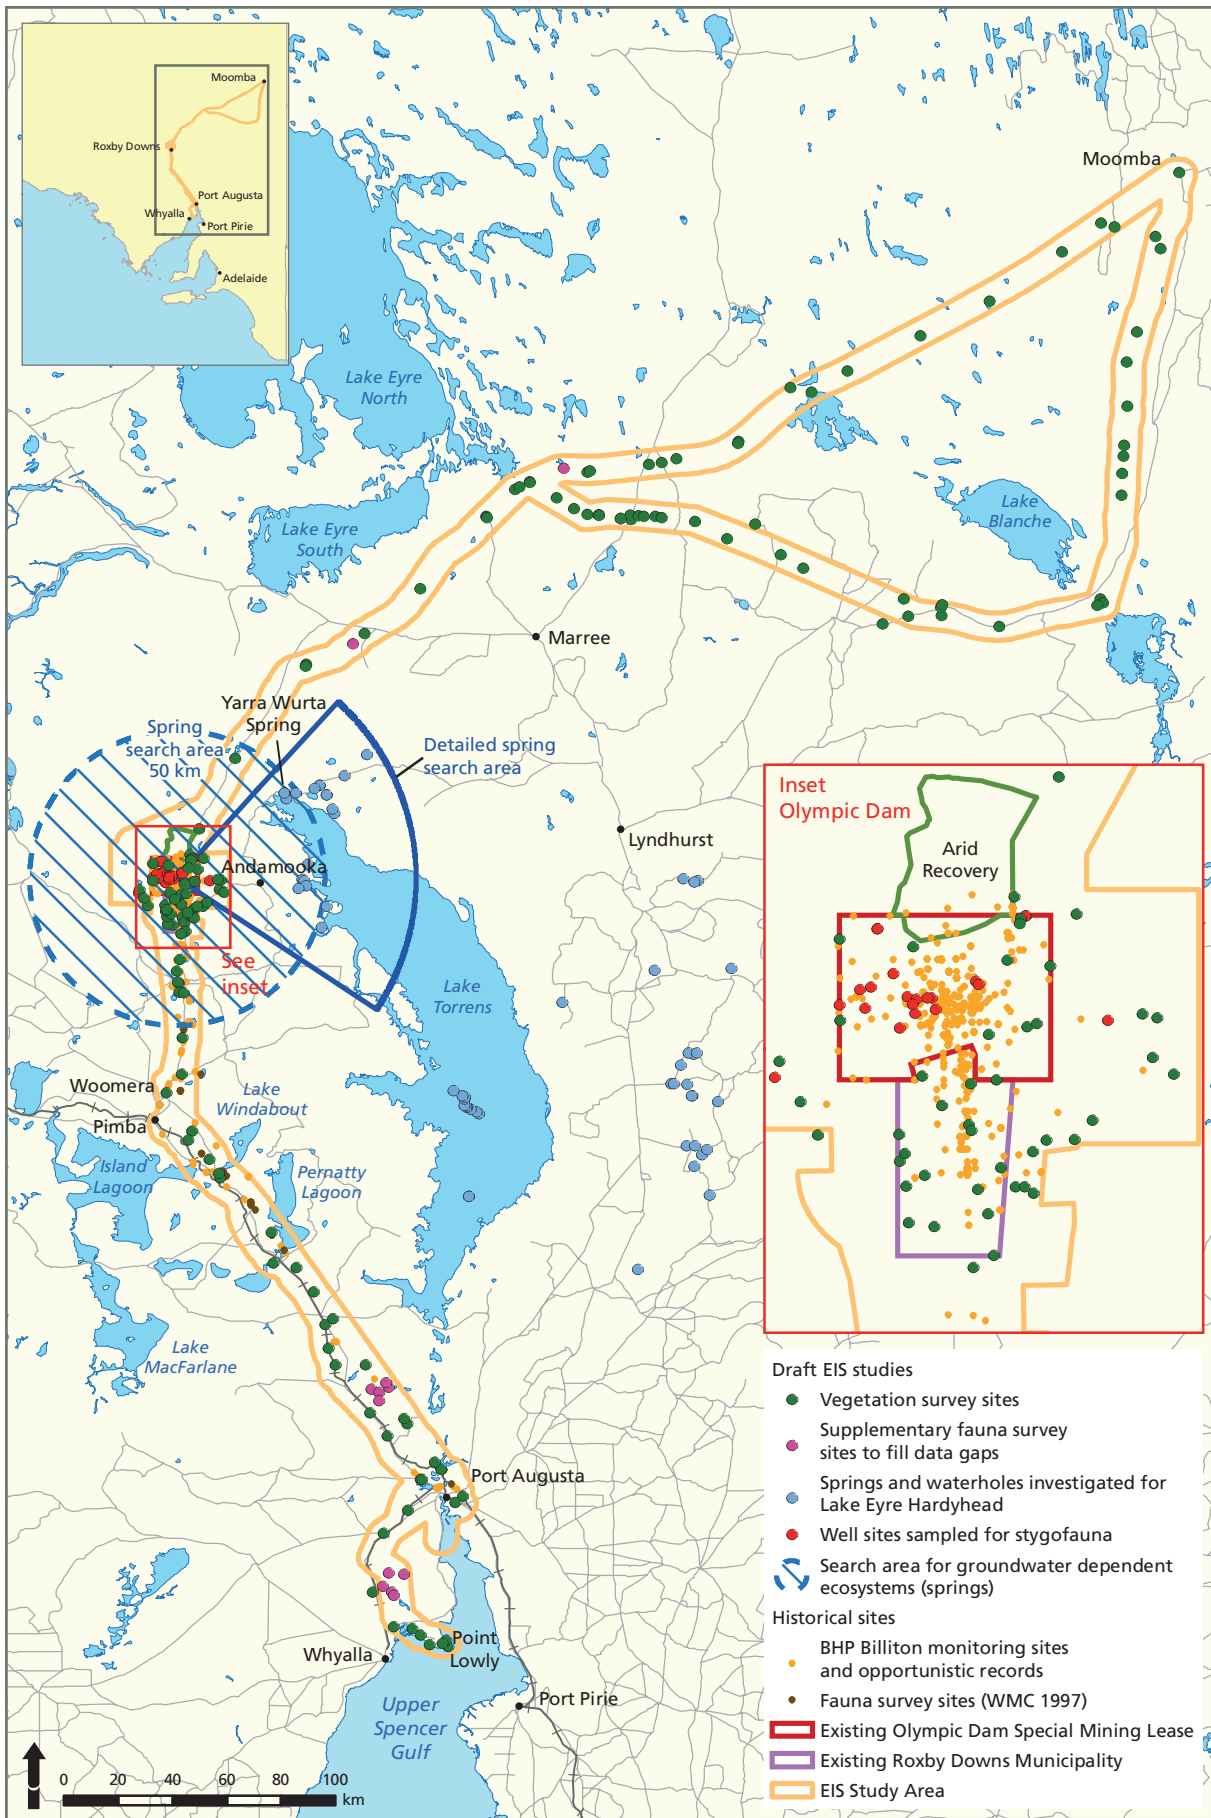 Moomba
Roxby Downs
Port Augusta
Whyalla
Port Pirie
Adelaide
Moomba
Lake Eyre
North
Lake Eyre
South
Lake
Blanche
Marree
Yarra Wurta
Spring
Spring
search area
50 km
Detailed spring
search area
Lyndhurst
Andamooka
See
inset
Lake
Torrens
Woomera
Pimba
Lake
Windabout
Island
Lagoon
Pernatty
Lagoon
Lake
MacFarlane
Port Augusta
Whyalla
Point
Lowly
Port Pirie
Upper
Spencer
Gulf
0 20 40 60 80 100
km
Inset
Olympic Dam
Arid
Recovery
Draft EIS studies
Vegetation survey sites
Supplementary fauna survey
sites to fill data gaps
Springs and waterholes investigated for
Lake Eyre Hardyhead
Well sites sampled for stygofauna
Search area for groundwater dependent
ecosystems (springs)
Historical sites
BHP Billiton monitoring sites
and opportunistic records
Fauna survey sites (WMC 1997)
Existing Olympic Dam Special Mining Lease
Existing Roxby Downs Municipality
EIS Study Area